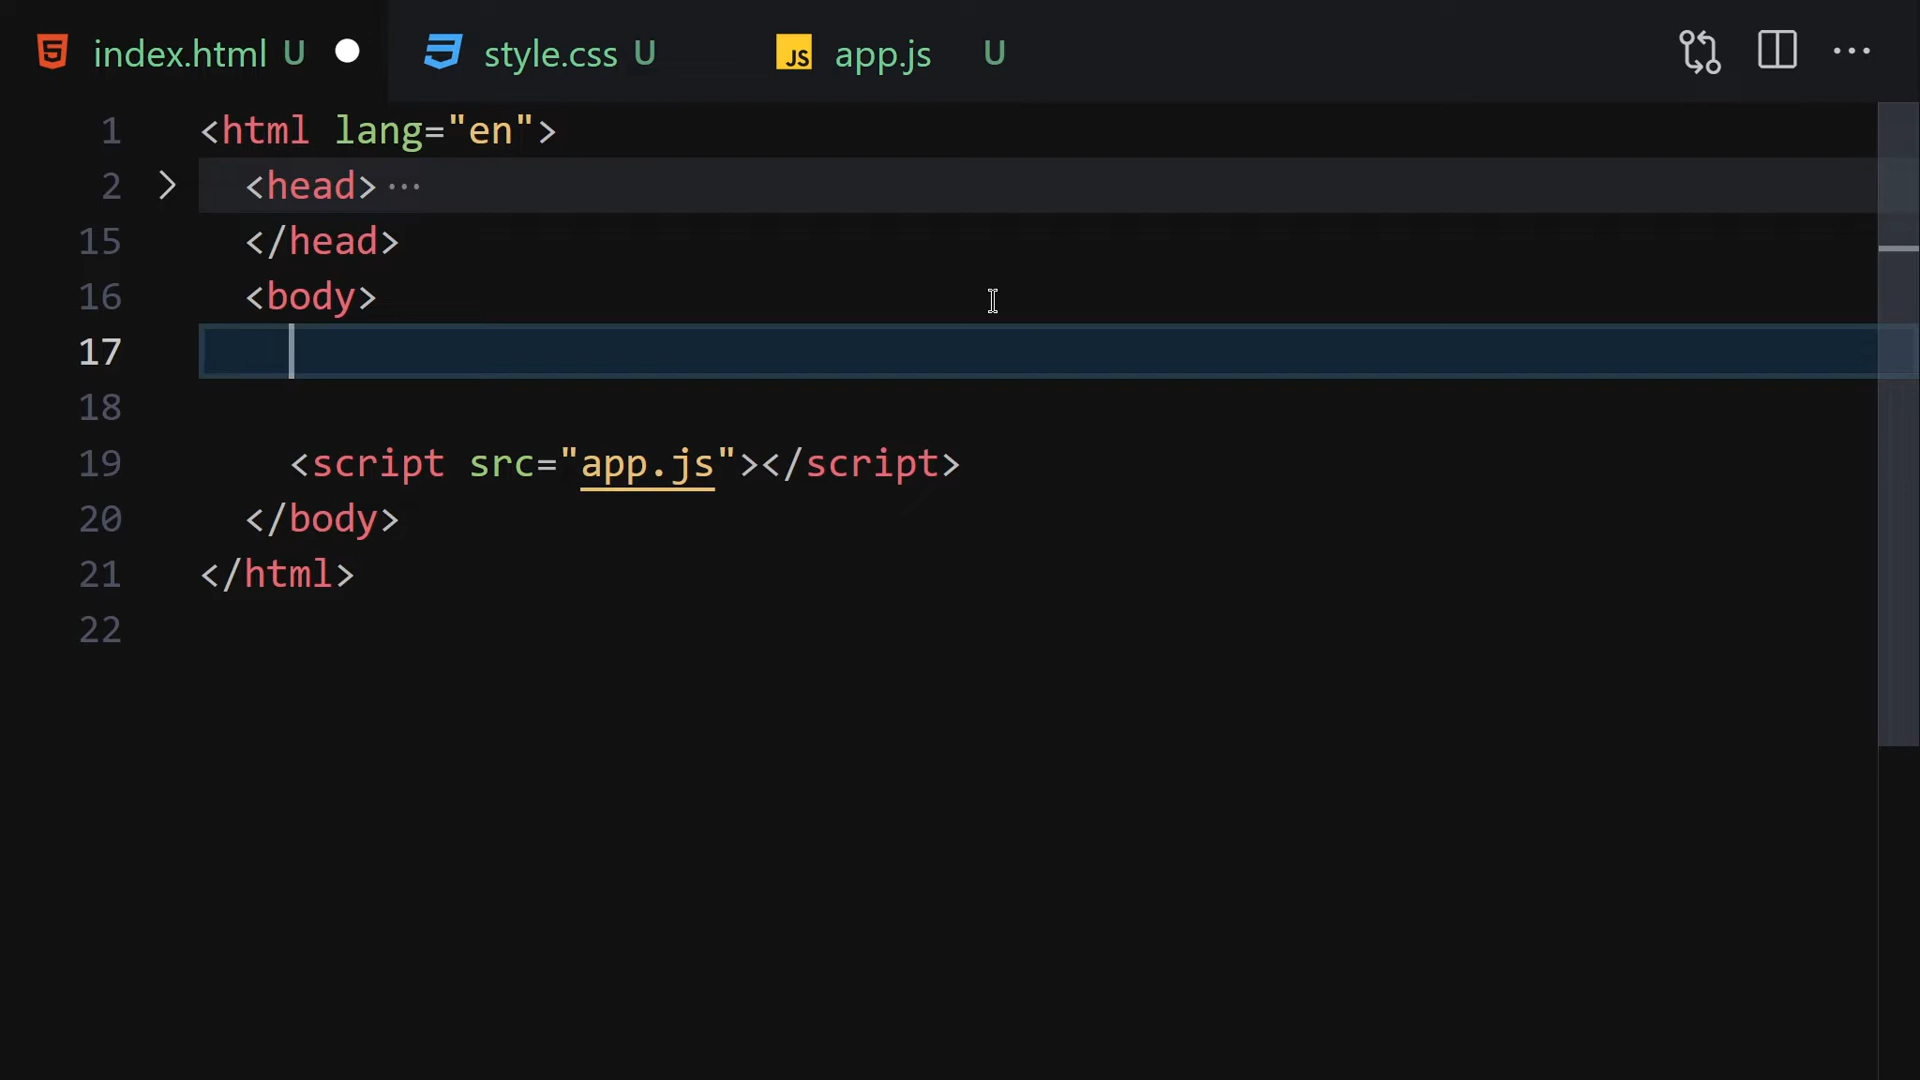 index.html U style.css U JS app.js U
1 <html lang="en">
2 <head> ···
15 </head>
16 <body>
17
18
19 <script src="app.js"></script>
20 </body>
21 </html>
22